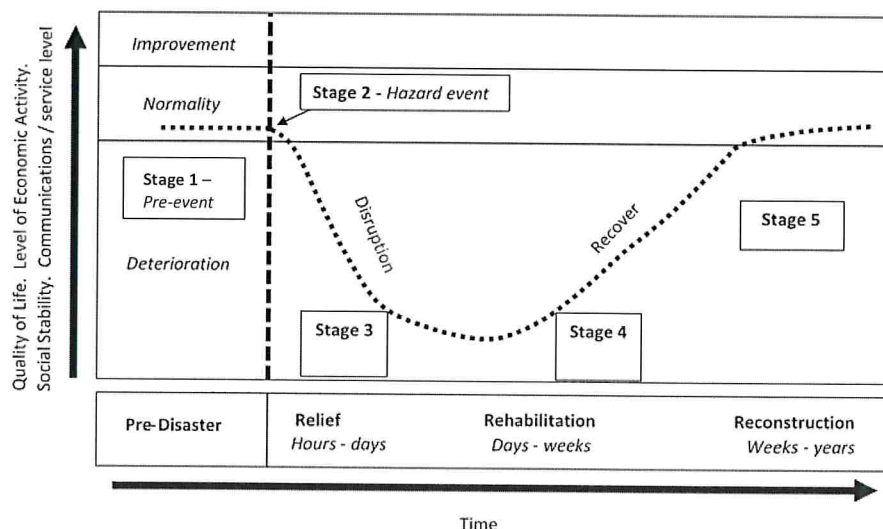 Quality of Life. Level of Economic Activity.
Social Stability. Communications / service level
Improvement
Normality
Stage 2 - Hazard event
Stage 1 –
Pre-event
Deterioration
Disruption
Recover
Stage 3
Stage 4
Stage 5
Pre-Disaster
Relief
Hours - days
Rehabilitation
Days - weeks
Reconstruction
Weeks - years
Time